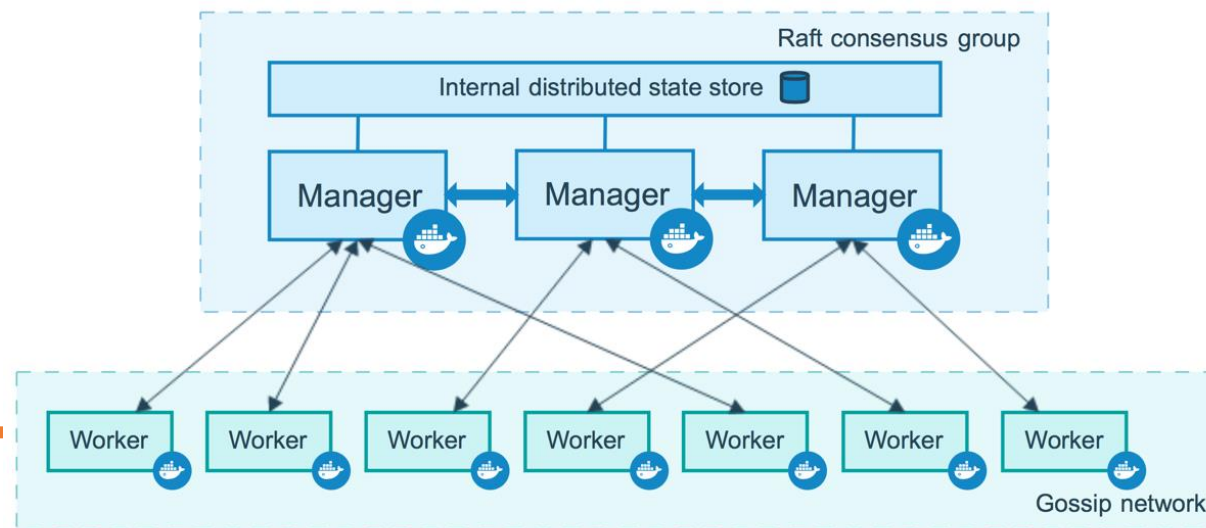 Raft consensus group
Internal distributed state store
Manager
Manager
Manager
Worker
Worker
Worker
Worker
Worker
Worker
Worker
Gossip network